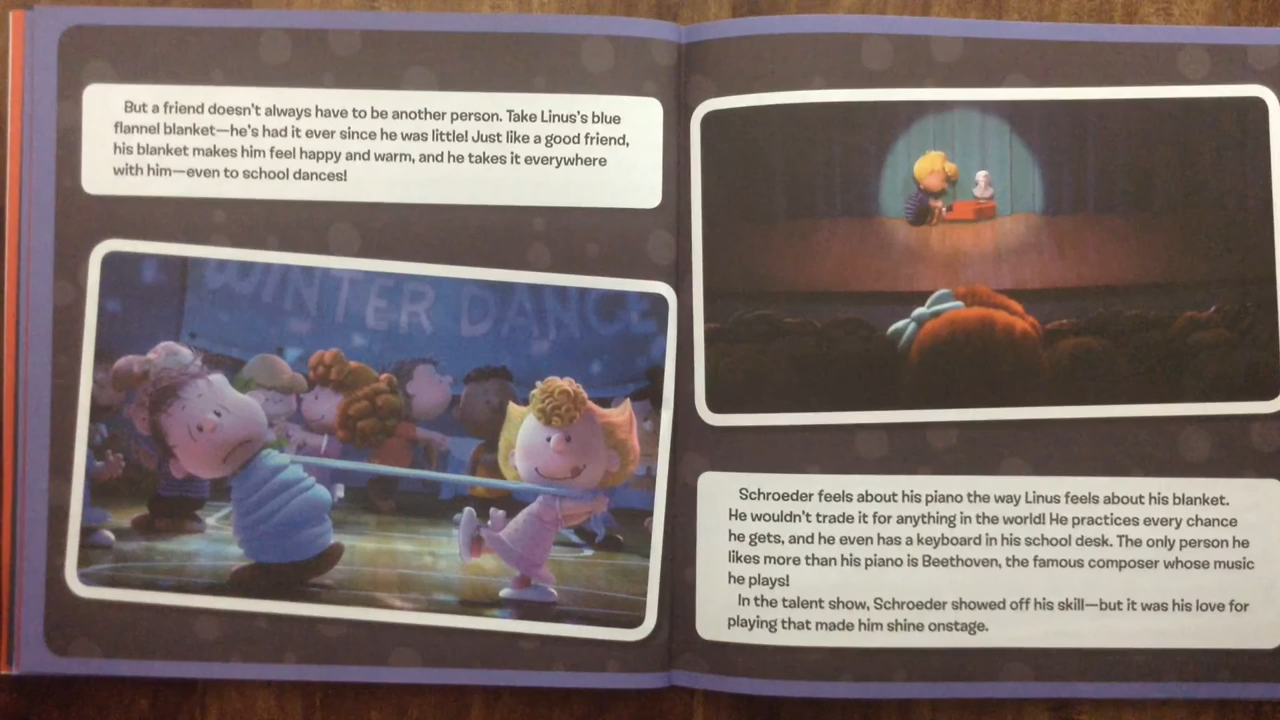 But a friend doesn't always have to be another person. Take Linus's blue
flannel blanket—he's had it ever since he was little! Just like a good friend,
his blanket makes him feel happy and warm, and he takes it everywhere
with him—even to school dances!
WINTER DANCE
Schroeder feels about his piano the way Linus feels about his blanket.
He wouldn't trade it for anything in the world! He practices every chance
he gets, and he even has a keyboard in his school desk. The only person he
likes more than his piano is Beethoven, the famous composer whose music
he plays!
In the talent show, Schroeder showed off his skill—but it was his love for
playing that made him shine onstage.